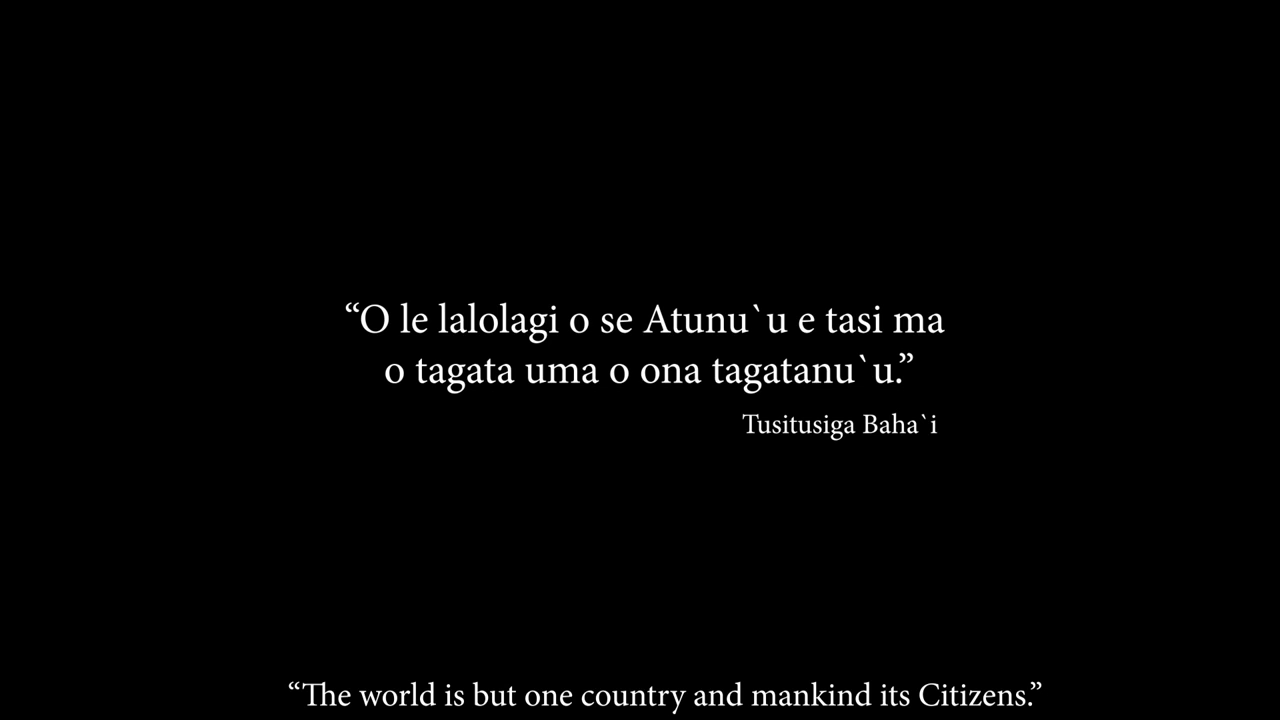 “O le lalolagi o se Atunu`u e tasi ma
o tagata uma o ona tagatanu`u.”
Tusitusiga Baha`i
“The world is but one country and mankind its Citizens.”